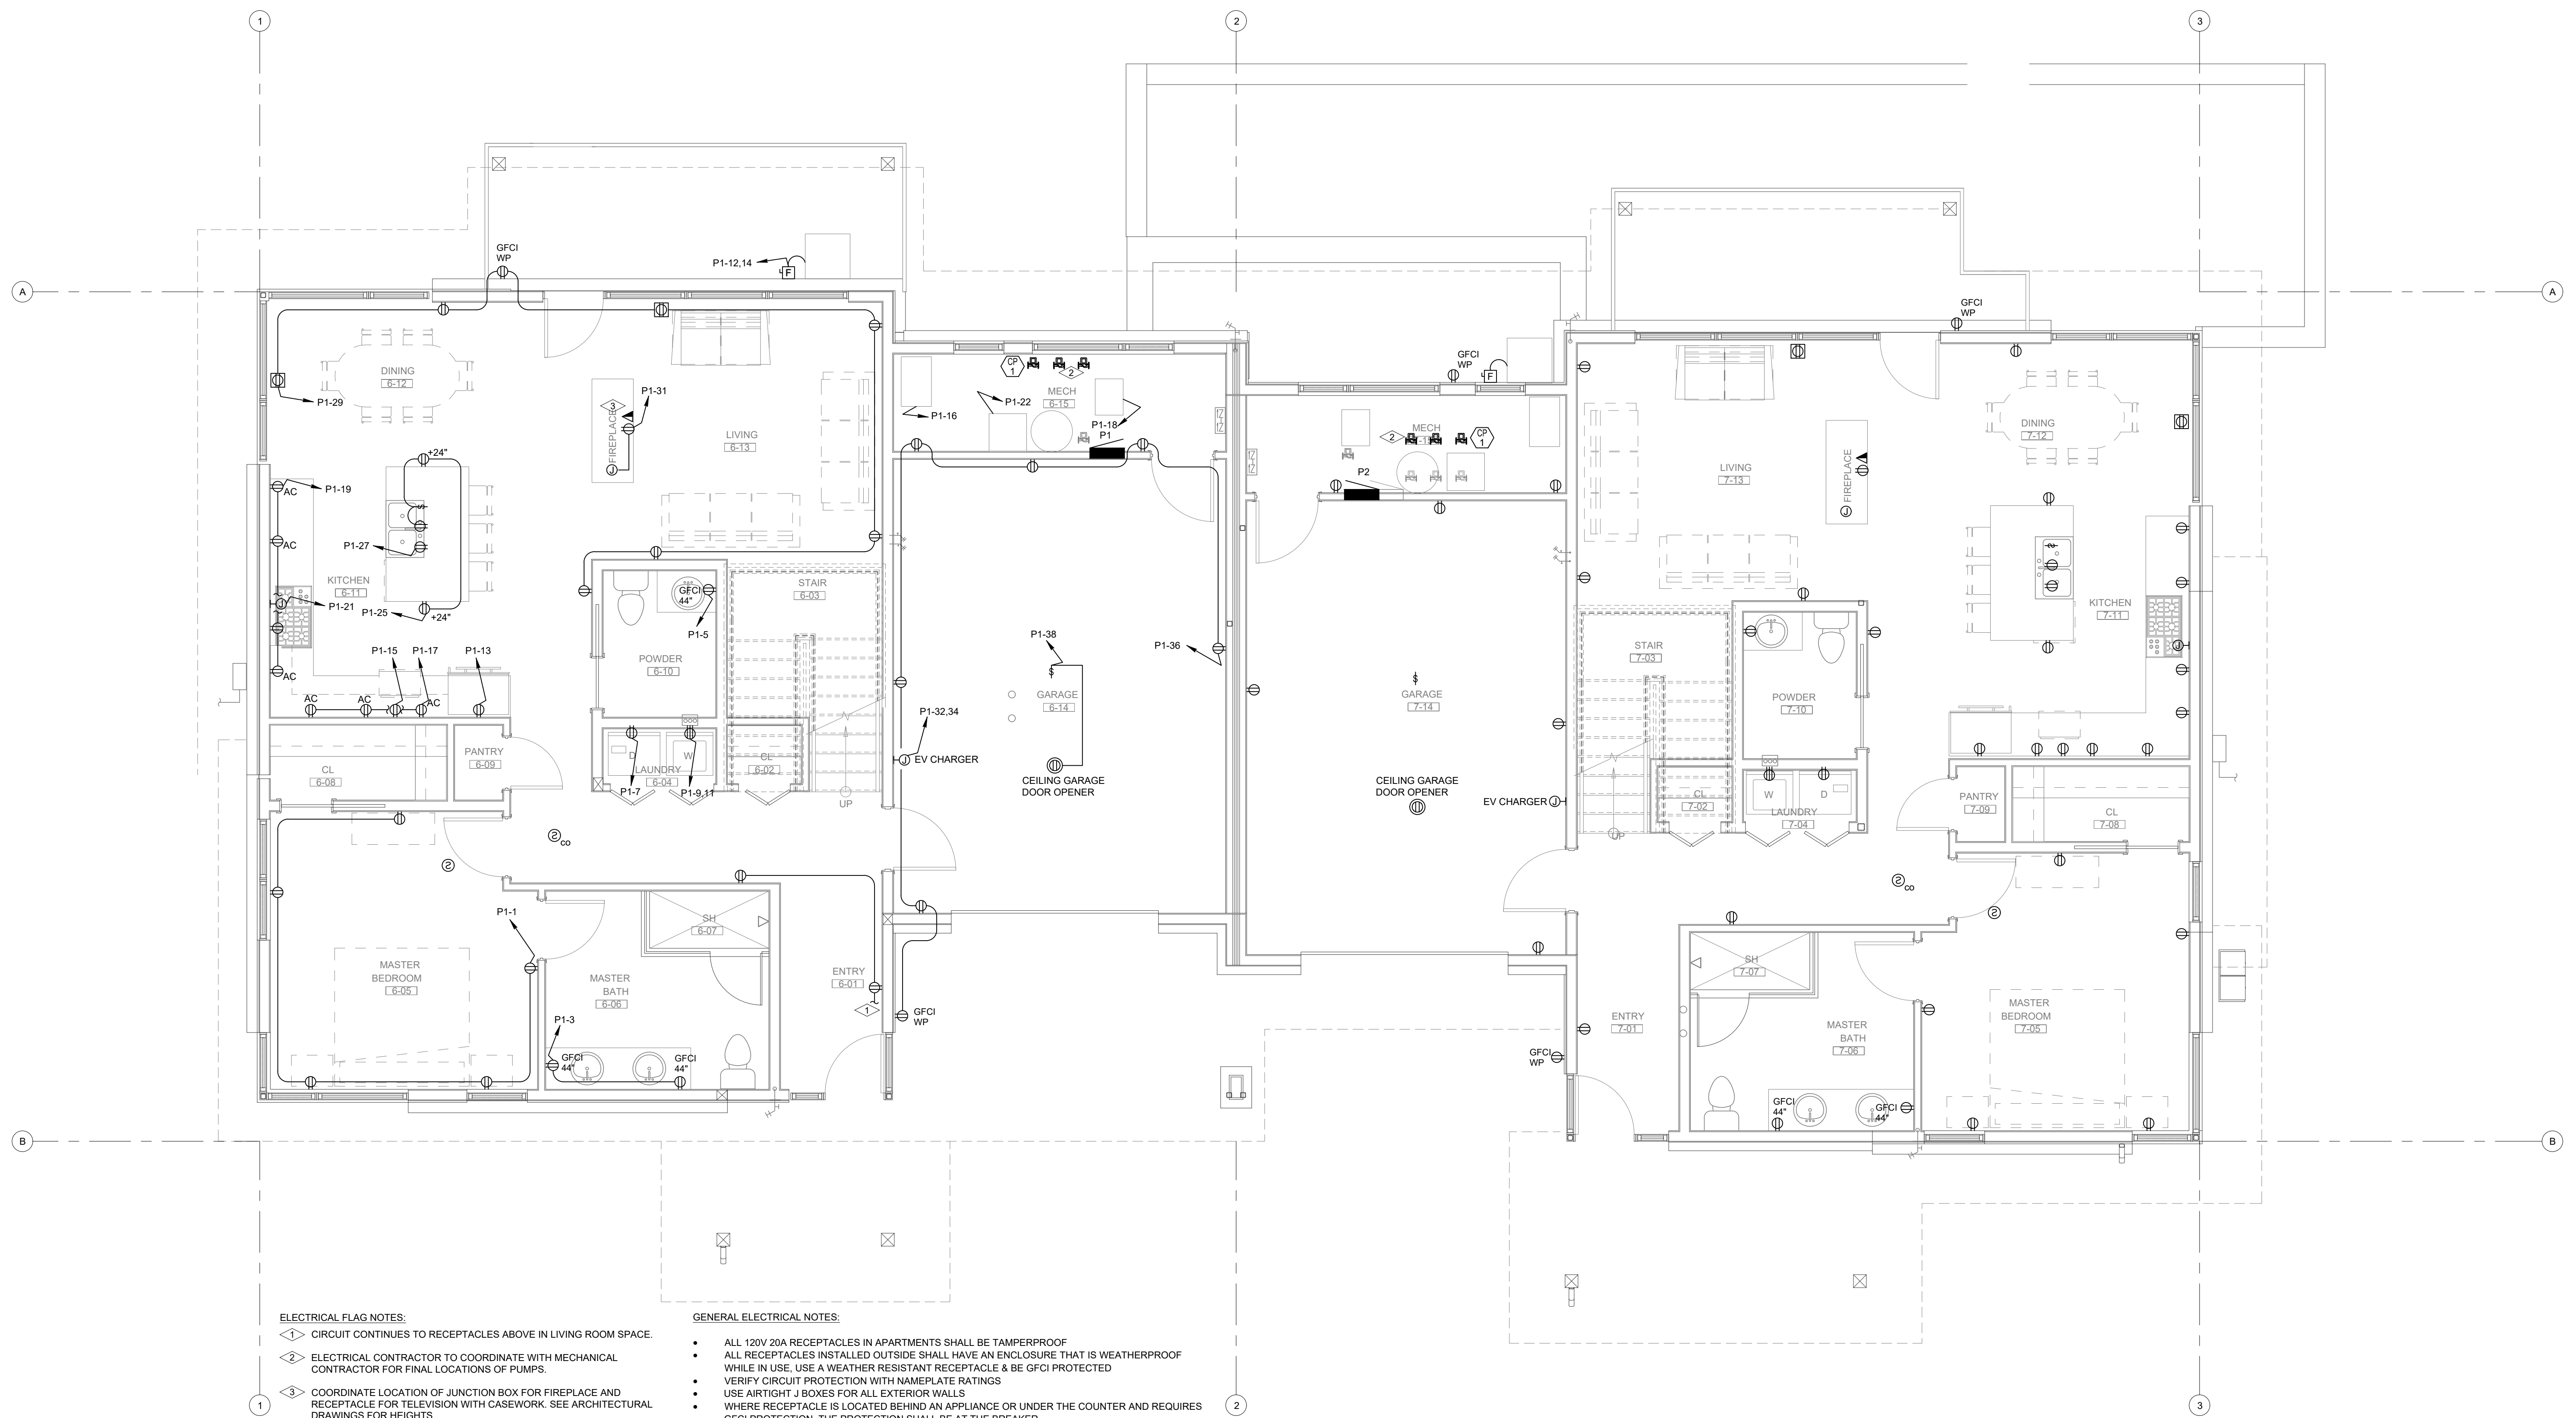 1
2
3
GFCI
WP
P1-12,14
F
A
A
GFCI
WP
GFCI
WP
F
DINING
6-12
P1-29
3
FIREPLACE
P1-31
J
LIVING
6-13
CP
1
2
MECH
6-15
P1-22
P1-16
P1-18
P1
2
MECH
CP
1
P2
LIVING
7-13
FIREPLACE
J
DINING
7-12
+24"
AC
P1-19
AC
P1-27
KITCHEN
6-11
J
P1-21
P1-25
+24"
AC
P1-15
P1-17
P1-13
AC
AC
AC
GFCI
44"
P1-5
POWDER
6-10
STAIR
6-03
P1-38
$
P1-36
GARAGE
6-14
$
GARAGE
7-14
STAIR
7-03
POWDER
7-10
KITCHEN
7-11
J
P1-32,34
J
EV CHARGER
CEILING GARAGE
DOOR OPENER
CEILING GARAGE
DOOR OPENER
EV CHARGER
J
CL
6-08
PANTRY
6-09
D
W
LAUNDRY
6-04
P1-7
P1-9,11
CL
6-02
UP
CL
7-02
W
D
LAUNDRY
7-04
UP
PANTRY
7-09
CL
7-08
CO
CO
P1-1
SH
6-07
MASTER
BEDROOM
6-05
MASTER
BATH
6-06
ENTRY
6-01
1
GFCI
WP
P1-3
GFCI
44"
GFCI
44"
SH
7-07
ENTRY
7-01
GFCI
WP
MASTER
BATH
7-06
MASTER
BEDROOM
7-05
GFCI
44"
GFCI
44"
B
B
ELECTRICAL FLAG NOTES:
1 CIRCUIT CONTINUES TO RECEPTACLES ABOVE IN LIVING ROOM SPACE.
2 ELECTRICAL CONTRACTOR TO COORDINATE WITH MECHANICAL
CONTRACTOR FOR FINAL LOCATIONS OF PUMPS.
3 COORDINATE LOCATION OF JUNCTION BOX FOR FIREPLACE AND
RECEPTACLE FOR TELEVISION WITH CASEWORK. SEE ARCHITECTURAL
DRAWINGS FOR HEIGHTS
GENERAL ELECTRICAL NOTES:
• ALL 120V 20A RECEPTACLES IN APARTMENTS SHALL BE TAMPERPROOF
• ALL RECEPTACLES INSTALLED OUTSIDE SHALL HAVE AN ENCLOSURE THAT IS WEATHERPROOF
WHILE IN USE, USE A WEATHER RESISTANT RECEPTACLE & BE GFCI PROTECTED
• VERIFY CIRCUIT PROTECTION WITH NAMEPLATE RATINGS
• USE AIRTIGHT J BOXES FOR ALL EXTERIOR WALLS
• WHERE RECEPTACLE IS LOCATED BEHIND AN APPLIANCE OR UNDER THE COUNTER AND REQUIRES
GFCI PROTECTION, THE PROTECTION SHALL BE AT THE BREAKER
1
2
3